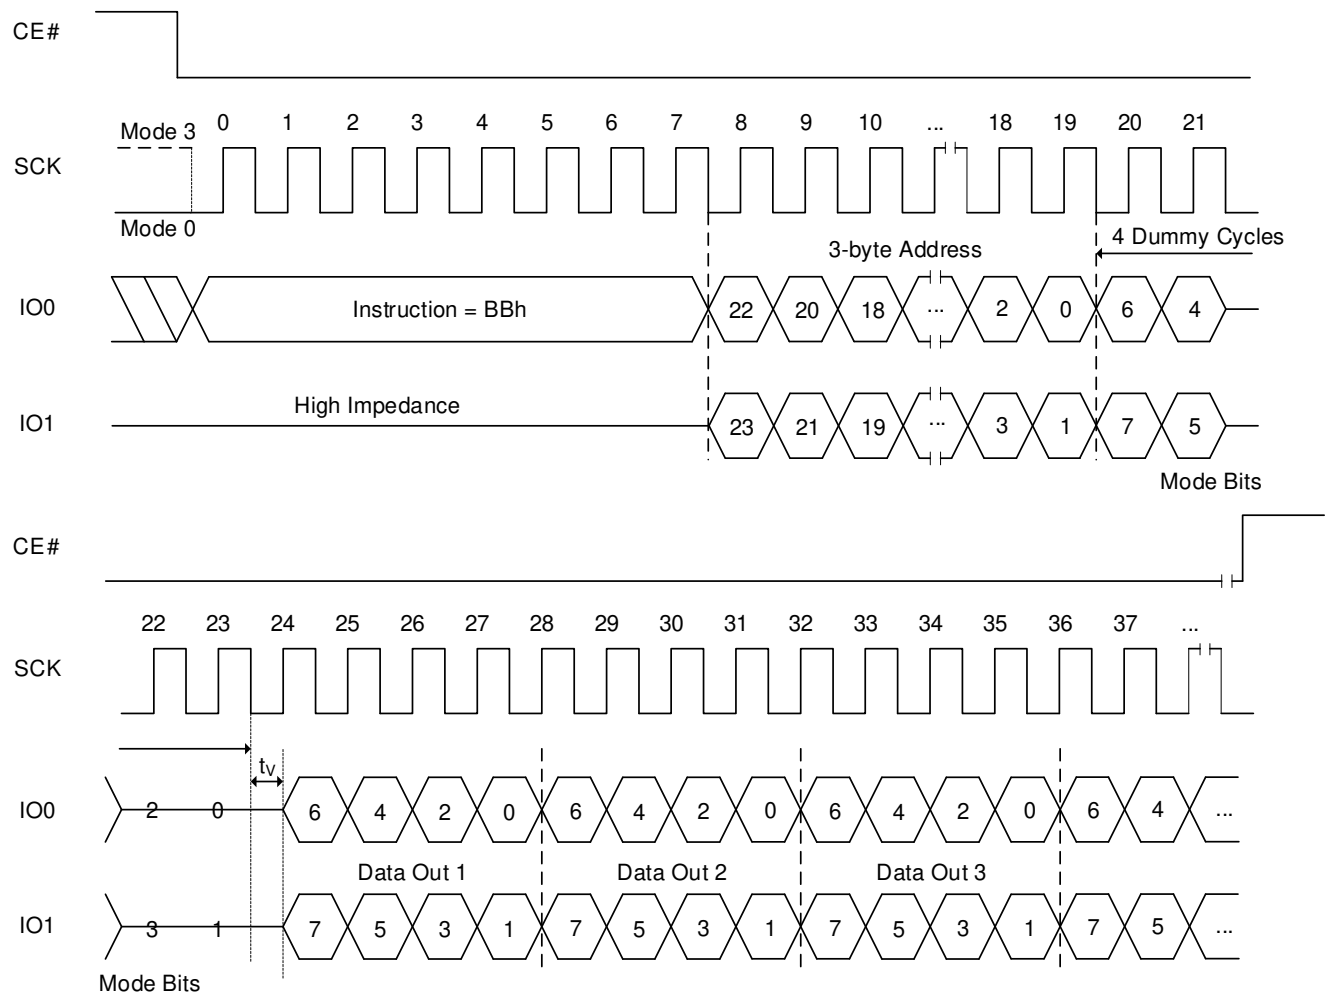 CE#
0 1 2 3 4 5 6 7 8 9 10 ... 18 19 20 21
Mode 3
SCK
Mode 0
3-byte Address
4 Dummy Cycles
IO0 Instruction = BBh 22 20 18 ... 2 0 6 4
High Impedance
IO1 23 21 19 ... 3 1 7 5
Mode Bits
CE#
22 23 24 25 26 27 28 29 30 31 32 33 34 35 36 37 ...
SCK
tV
IO0 2 0 6 4 2 0 6 4 2 0 6 4 2 0 6 4 ...
Data Out 1 Data Out 2 Data Out 3
IO1 3 1 7 5 3 1 7 5 3 1 7 5 3 1 7 5 ...
Mode Bits